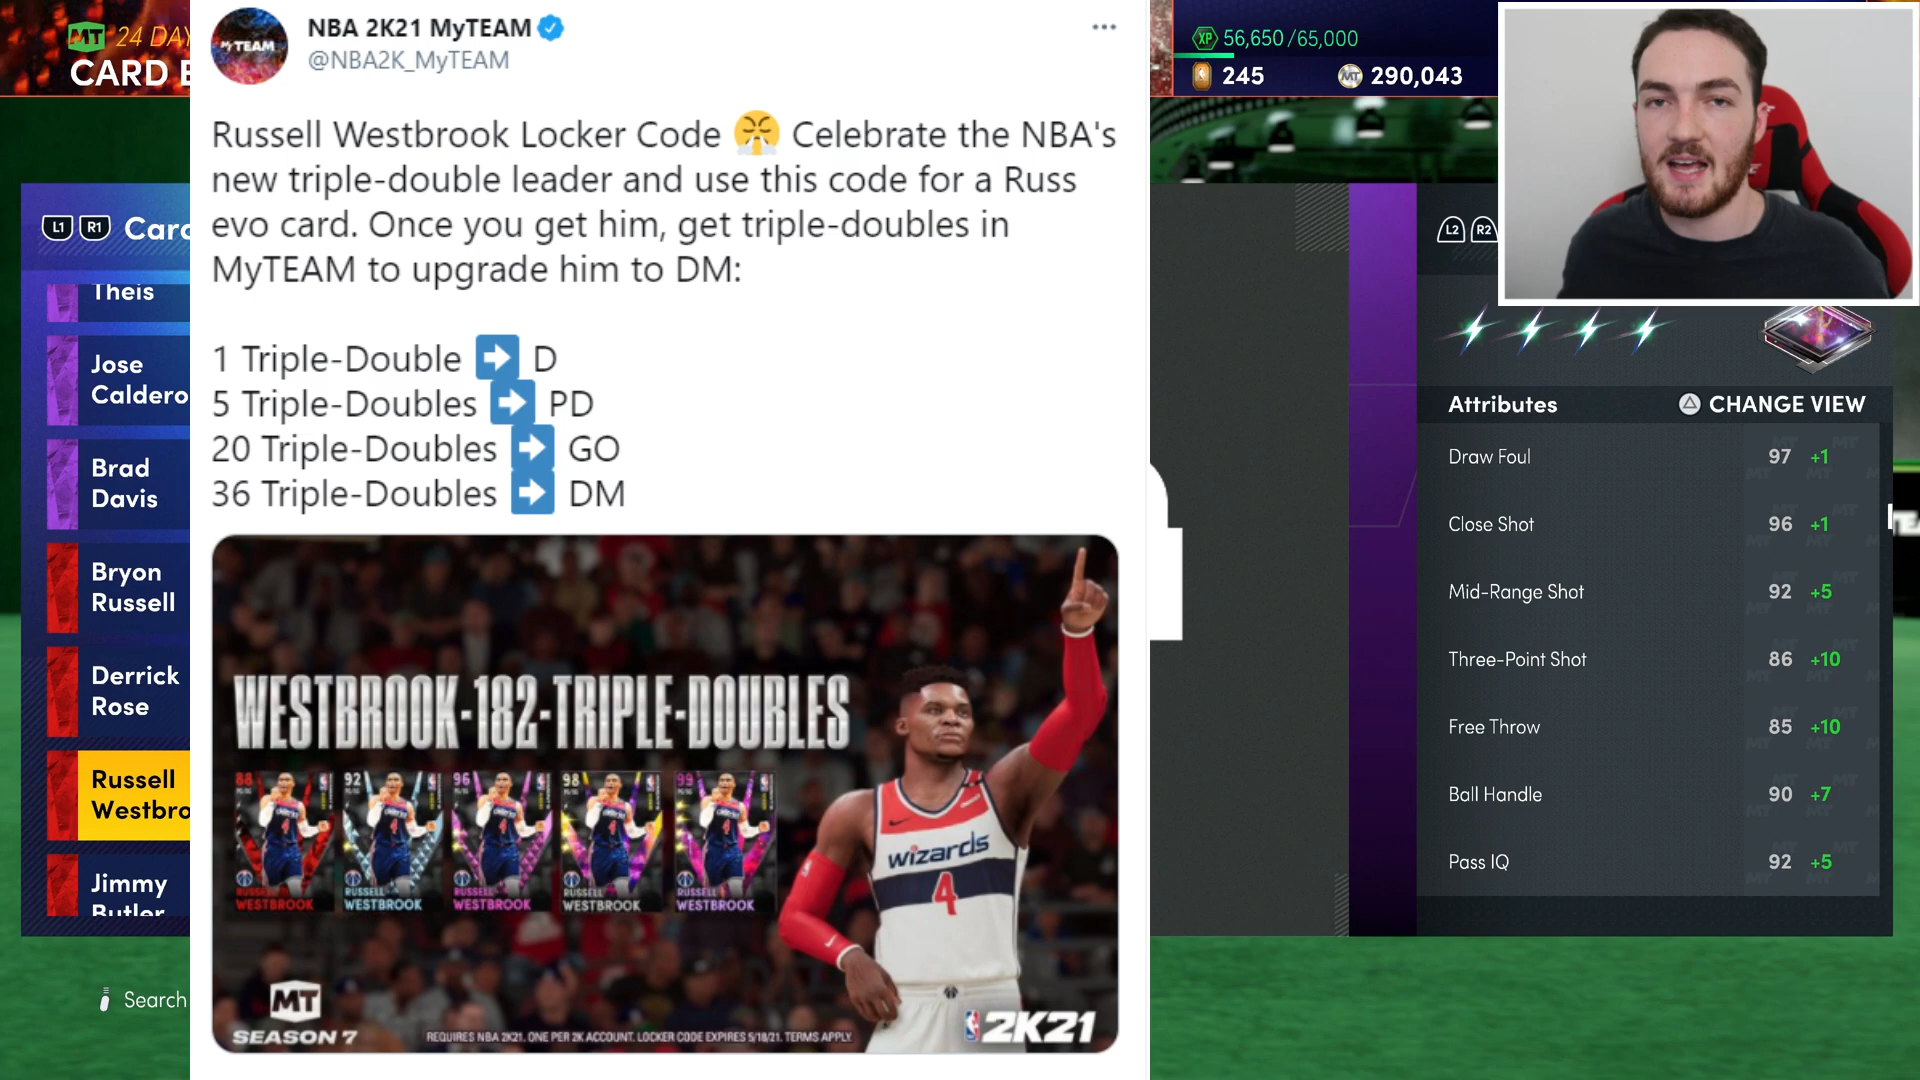 MT 24 DAY
CARD E
L1 R1 Carc
Theis
Jose
Caldero
Brad
Davis
Bryon
Russell
Derrick
Rose
Russell
Westbro
Jimmy
Butler
Search
MYTEAM
NBA 2K21 MyTEAM
@NBA2K_MyTEAM
Russell Westbrook Locker Code 😤 Celebrate the NBA's
new triple-double leader and use this code for a Russ
evo card. Once you get him, get triple-doubles in
MyTEAM to upgrade him to DM:
1 Triple-Double ➡ D
5 Triple-Doubles ➡ PD
20 Triple-Doubles ➡ GO
36 Triple-Doubles ➡ DM
WESTBROOK-182-TRIPLE-DOUBLES
88 92 96 98 99
RUSSELL WESTBROOK
RUSSELL WESTBROOK
RUSSELL WESTBROOK
RUSSELL WESTBROOK
RUSSELL WESTBROOK
WIZARDS
4
MT
SEASON 7
REQUIRES NBA 2K21. ONE PER 2K ACCOUNT. LOCKER CODE EXPIRES 5/18/21. TERMS APPLY.
2K21
XP 56,650 /65,000
245 MT 290,043
L2 R2
Attributes CHANGE VIEW
Draw Foul 97 +1
Close Shot 96 +1
Mid-Range Shot 92 +5
Three-Point Shot 86 +10
Free Throw 85 +10
Ball Handle 90 +7
Pass IQ 92 +5